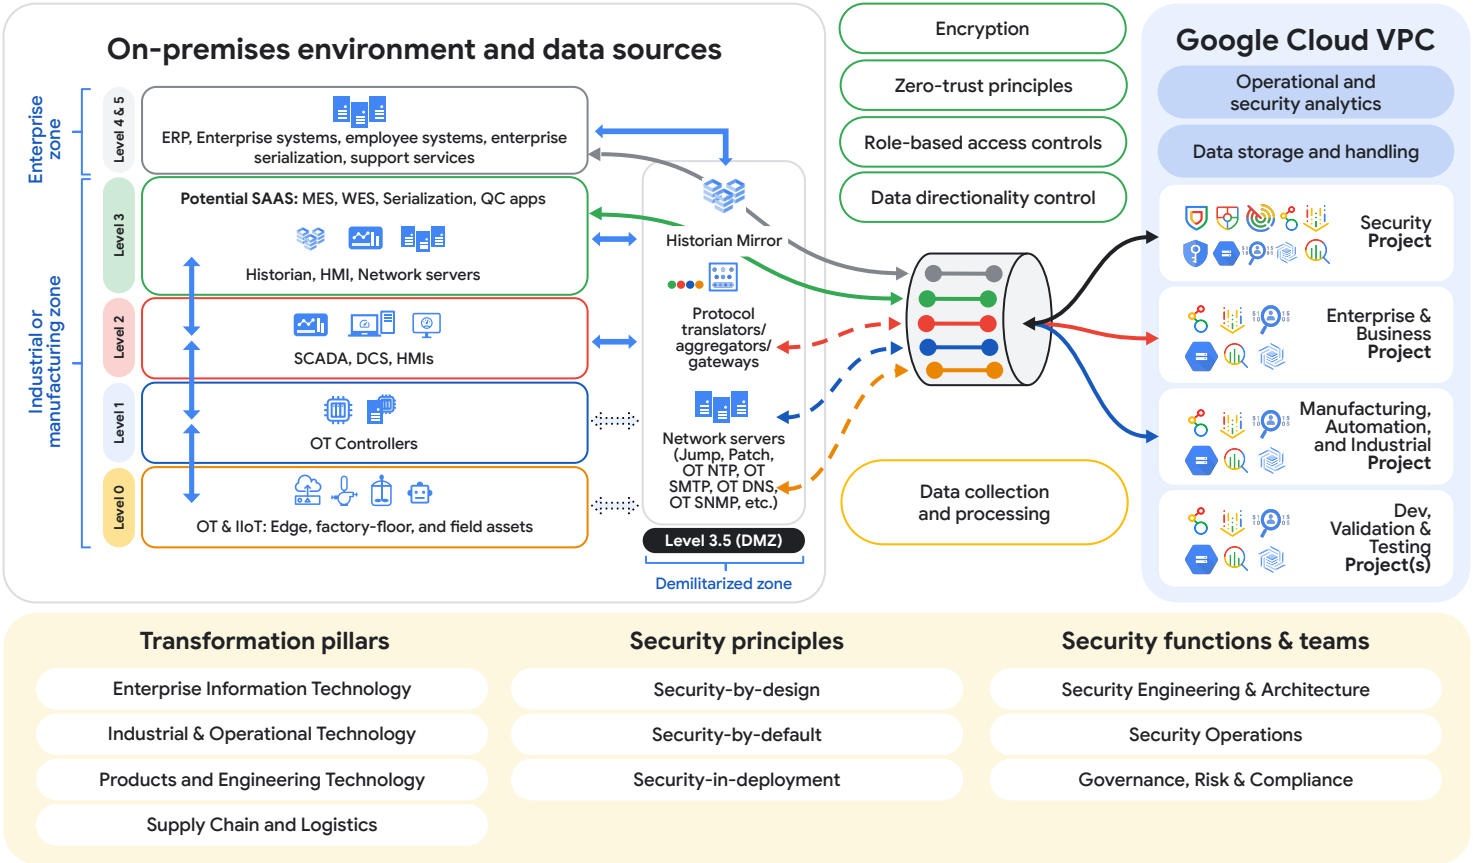 On-premises environment and data sources
Enterprise
zone
Level 4 & 5
ERP, Enterprise systems, employee systems, enterprise
serialization, support services
Industrial or
manufacturing zone
Level 3
Potential SAAS: MES, WES, Serialization, QC apps
Historian, HMI, Network servers
Level 2
SCADA, DCS, HMIs
Level 1
OT Controllers
Level 0
OT & IIoT: Edge, factory-floor, and field assets
Historian Mirror
Protocol
translators/
aggregators/
gateways
Network servers
(Jump, Patch,
OT NTP, OT
SMTP, OT DNS,
OT SNMP, etc.)
Level 3.5 (DMZ)
Demilitarized zone
Encryption
Zero-trust principles
Role-based access controls
Data directionality control
Data collection
and processing
Google Cloud VPC
Operational and
security analytics
Data storage and handling
Security
Project
Enterprise &
Business
Project
Manufacturing,
Automation,
and Industrial
Project
Dev,
Validation &
Testing
Project(s)
Transformation pillars
Enterprise Information Technology
Industrial & Operational Technology
Products and Engineering Technology
Supply Chain and Logistics
Security principles
Security-by-design
Security-by-default
Security-in-deployment
Security functions & teams
Security Engineering & Architecture
Security Operations
Governance, Risk & Compliance